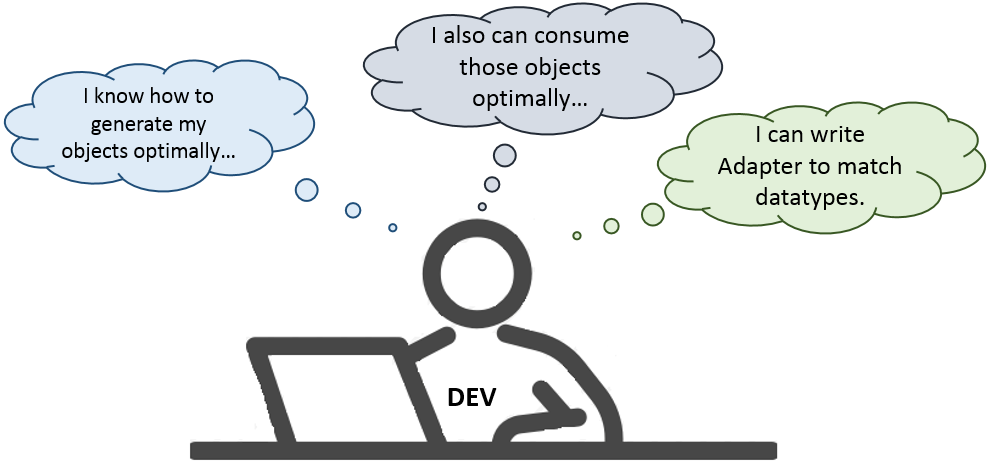 I know how to
generate my
objects optimally…
I also can consume
those objects
optimally…
I can write
Adapter to match
datatypes.
DEV